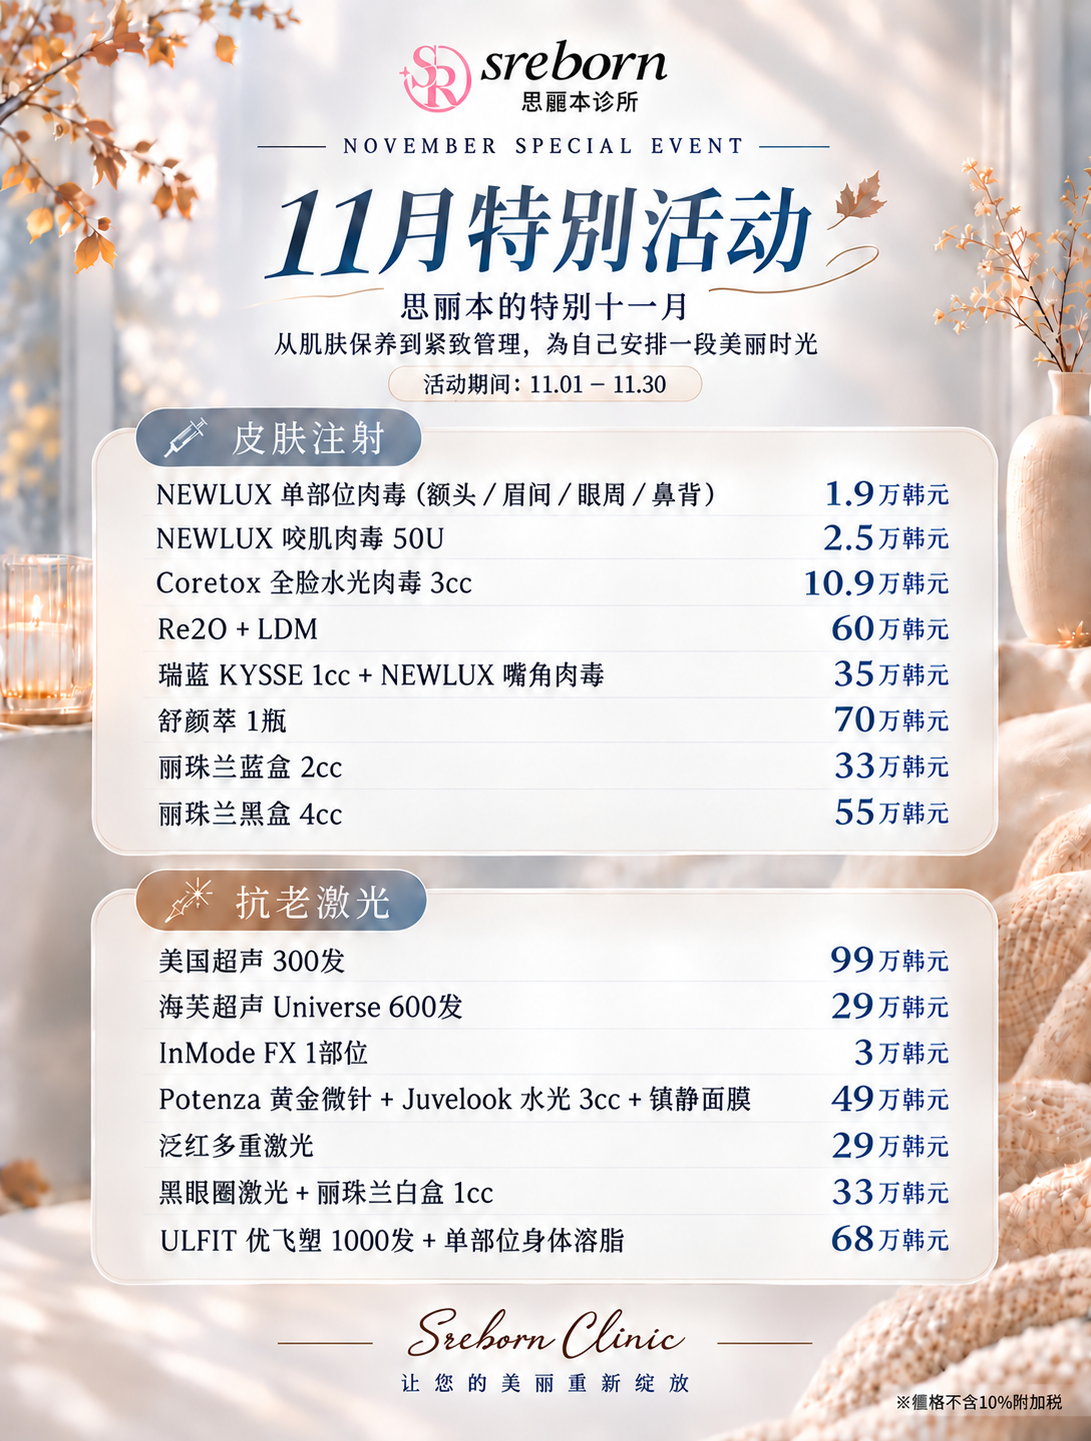 SR
sreborn
思麗本诊所
NOVEMBER SPECIAL EVENT
11月特别活动
思丽本的特别十一月
从肌肤保养到紧致管理，為自己安排一段美丽时光
活动期间：11.01 – 11.30
皮肤注射
NEWLUX 单部位肉毒（额头 / 眉间 / 眼周 / 鼻背） 1.9万韩元
NEWLUX 咬肌肉毒 50U 2.5万韩元
Coretox 全脸水光肉毒 3cc 10.9万韩元
Re2O + LDM 60万韩元
瑞蓝 KYSSE 1cc + NEWLUX 嘴角肉毒 35万韩元
舒颜萃 1瓶 70万韩元
丽珠兰蓝盒 2cc 33万韩元
丽珠兰黑盒 4cc 55万韩元
抗老激光
美国超声 300发 99万韩元
海芙超声 Universe 600发 29万韩元
InMode FX 1部位 3万韩元
Potenza 黄金微针 + Juvelook 水光 3cc + 镇静面膜 49万韩元
泛红多重激光 29万韩元
黑眼圈激光 + 丽珠兰白盒 1cc 33万韩元
ULFIT 优飞塑 1000发 + 单部位身体溶脂 68万韩元
Sreborn Clinic
让您的美丽重新绽放
格不含10%附加税